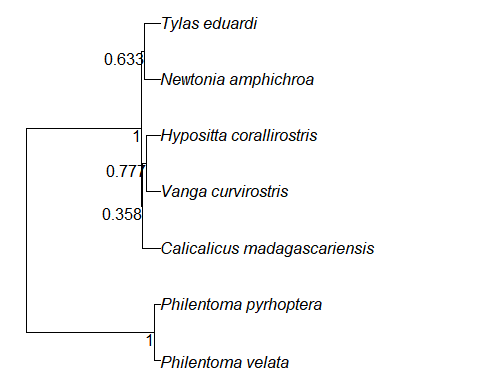 Tylas eduardi
0.633
Newtonia amphichroa
Hypositta corallirostris
1
0.777
Vanga curvirostris
0.358
Calicalicus madagascariensis
Philentoma pyrhoptera
1
Philentoma velata